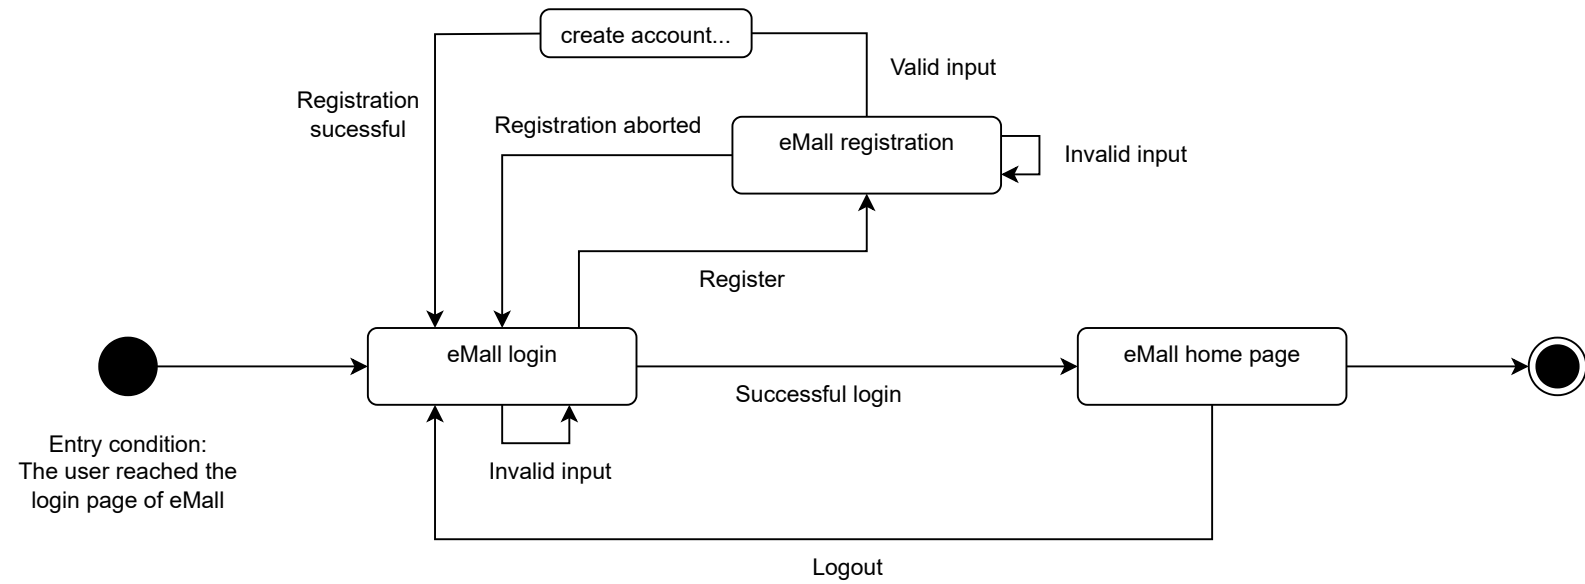 create account...
Valid input
Registration
sucessful
Registration aborted
eMall registration
Invalid input
Register
eMall login
eMall home page
Successful login
Entry condition:
The user reached the
login page of eMall
Invalid input
Logout